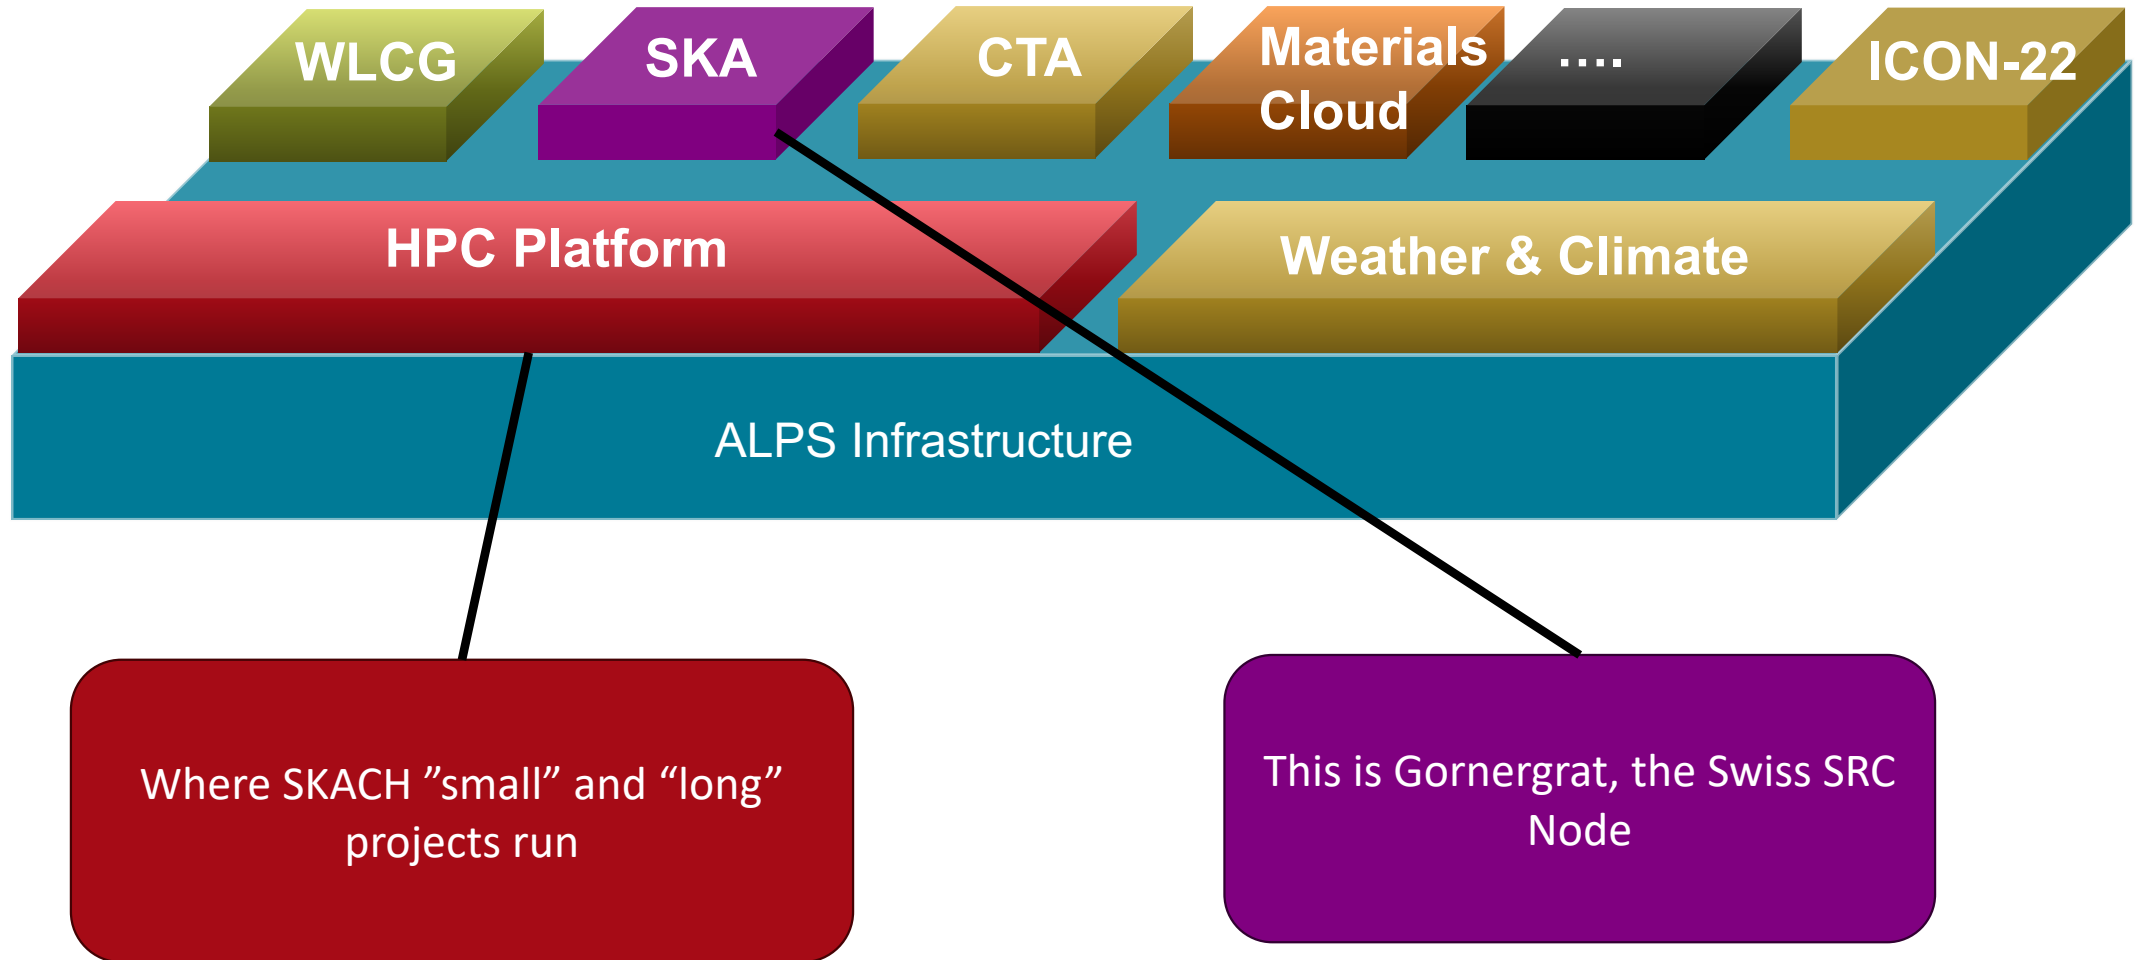 WLCG
SKA
CTA
Materials
Cloud
....
ICON-22
HPC Platform
Weather & Climate
ALPS Infrastructure
Where SKACH ”small” and “long”
projects run
This is Gornergrat, the Swiss SRC
Node